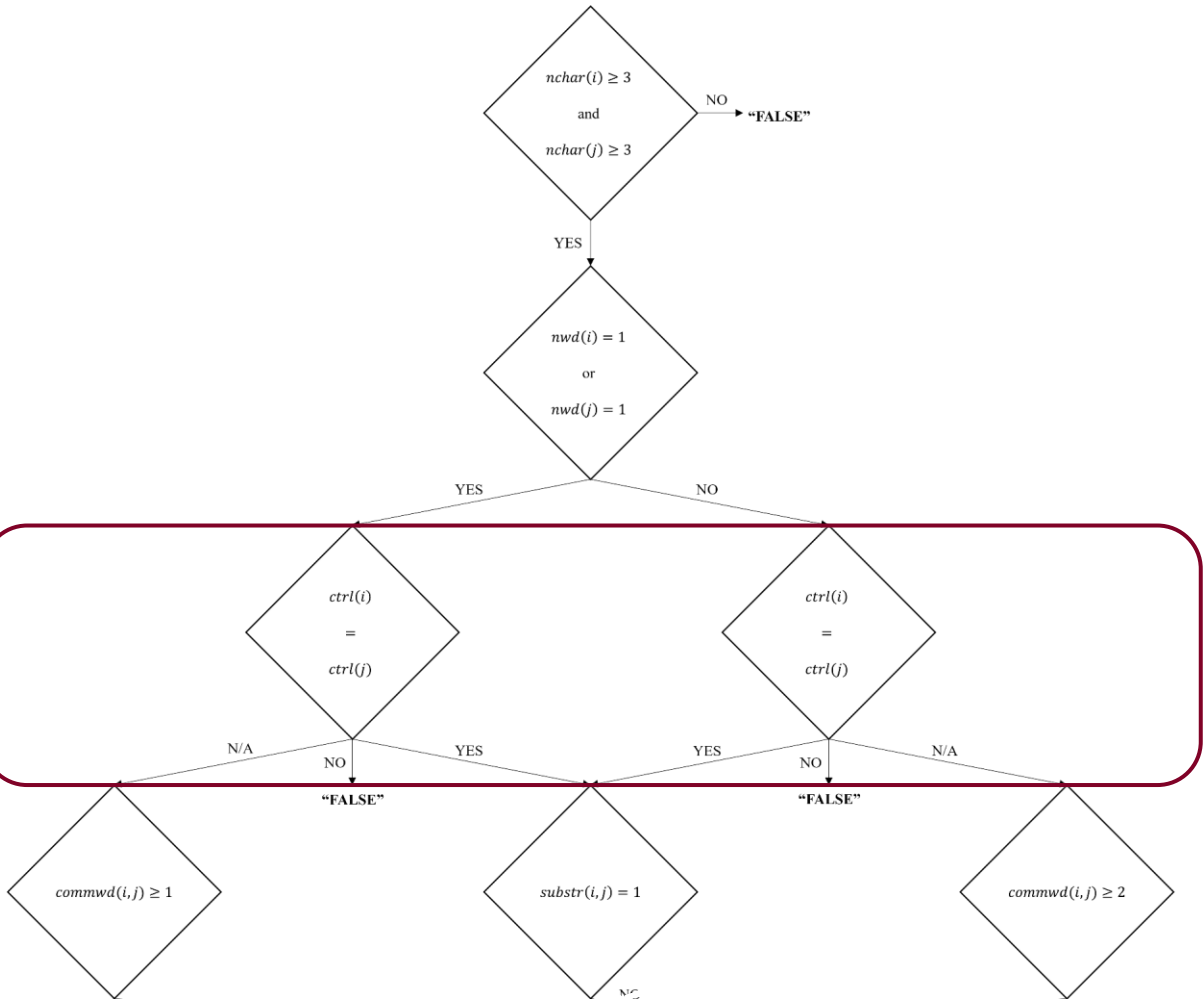 nchar(i) ≥ 3
and
nchar(j) ≥ 3
NO
“FALSE”
YES
nwd(i) = 1
or
nwd(j) = 1
YES
NO
ctrl(i)
=
ctrl(j)
ctrl(i)
=
ctrl(j)
N/A
NO
YES
YES
NO
N/A
“FALSE”
“FALSE”
commwd(i,j) ≥ 1
substr(i,j) = 1
commwd(i,j) ≥ 2